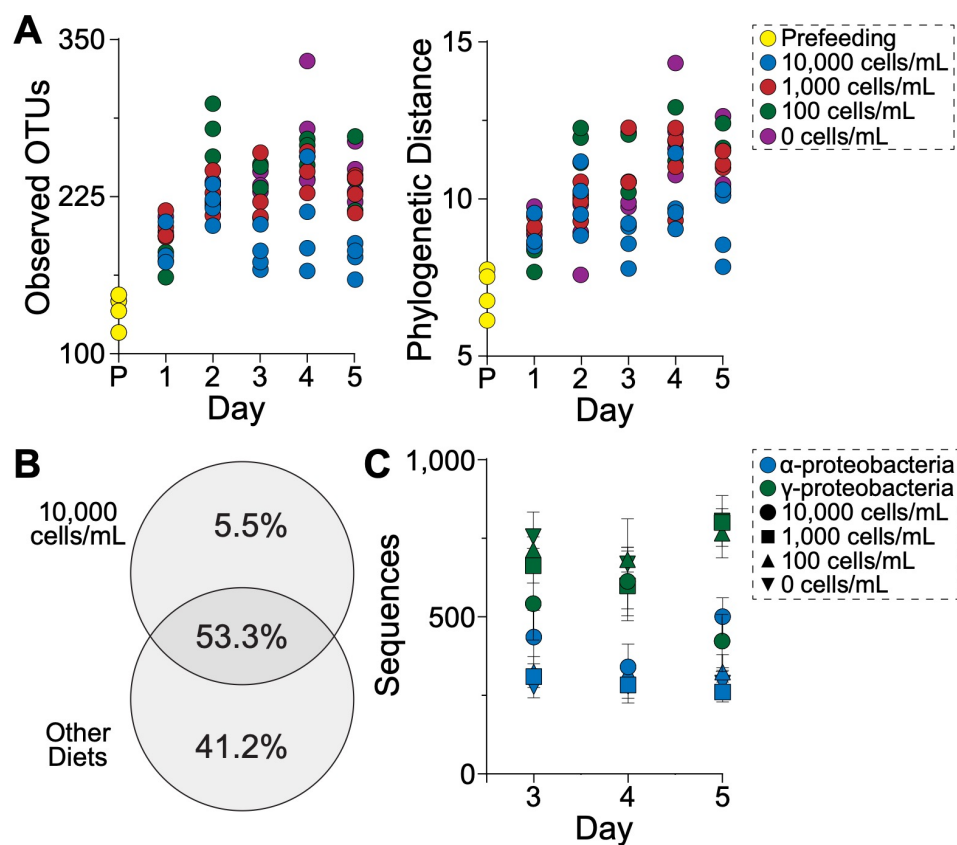 A
350
225
100
Observed OTUs
P 1 2 3 4 5
Day
15
10
5
Phylogenetic Distance
P 1 2 3 4 5
Day
Prefeeding
10,000 cells/mL
1,000 cells/mL
100 cells/mL
0 cells/mL
B
10,000
cells/mL
5.5%
53.3%
Other
Diets
41.2%
C
1,000
500
0
Sequences
3 4 5
Day
α-proteobacteria
γ-proteobacteria
10,000 cells/mL
1,000 cells/mL
100 cells/mL
0 cells/mL